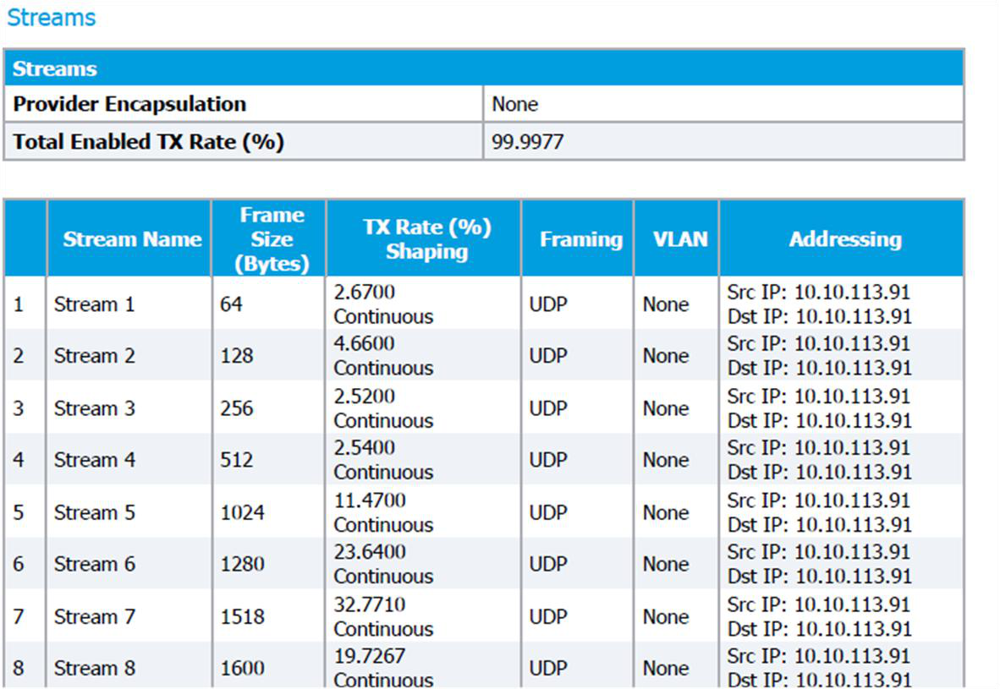 Streams
Streams
Provider Encapsulation None
Total Enabled TX Rate (%) 99.9977
Stream Name Frame Size (Bytes) TX Rate (%) Shaping Framing VLAN Addressing
1 Stream 1 64 2.6700 Continuous UDP None Src IP: 10.10.113.91 Dst IP: 10.10.113.91
2 Stream 2 128 4.6600 Continuous UDP None Src IP: 10.10.113.91 Dst IP: 10.10.113.91
3 Stream 3 256 2.5200 Continuous UDP None Src IP: 10.10.113.91 Dst IP: 10.10.113.91
4 Stream 4 512 2.5400 Continuous UDP None Src IP: 10.10.113.91 Dst IP: 10.10.113.91
5 Stream 5 1024 11.4700 Continuous UDP None Src IP: 10.10.113.91 Dst IP: 10.10.113.91
6 Stream 6 1280 23.6400 Continuous UDP None Src IP: 10.10.113.91 Dst IP: 10.10.113.91
7 Stream 7 1518 32.7710 Continuous UDP None Src IP: 10.10.113.91 Dst IP: 10.10.113.91
8 Stream 8 1600 19.7267 Continuous UDP None Src IP: 10.10.113.91 Dst IP: 10.10.113.91